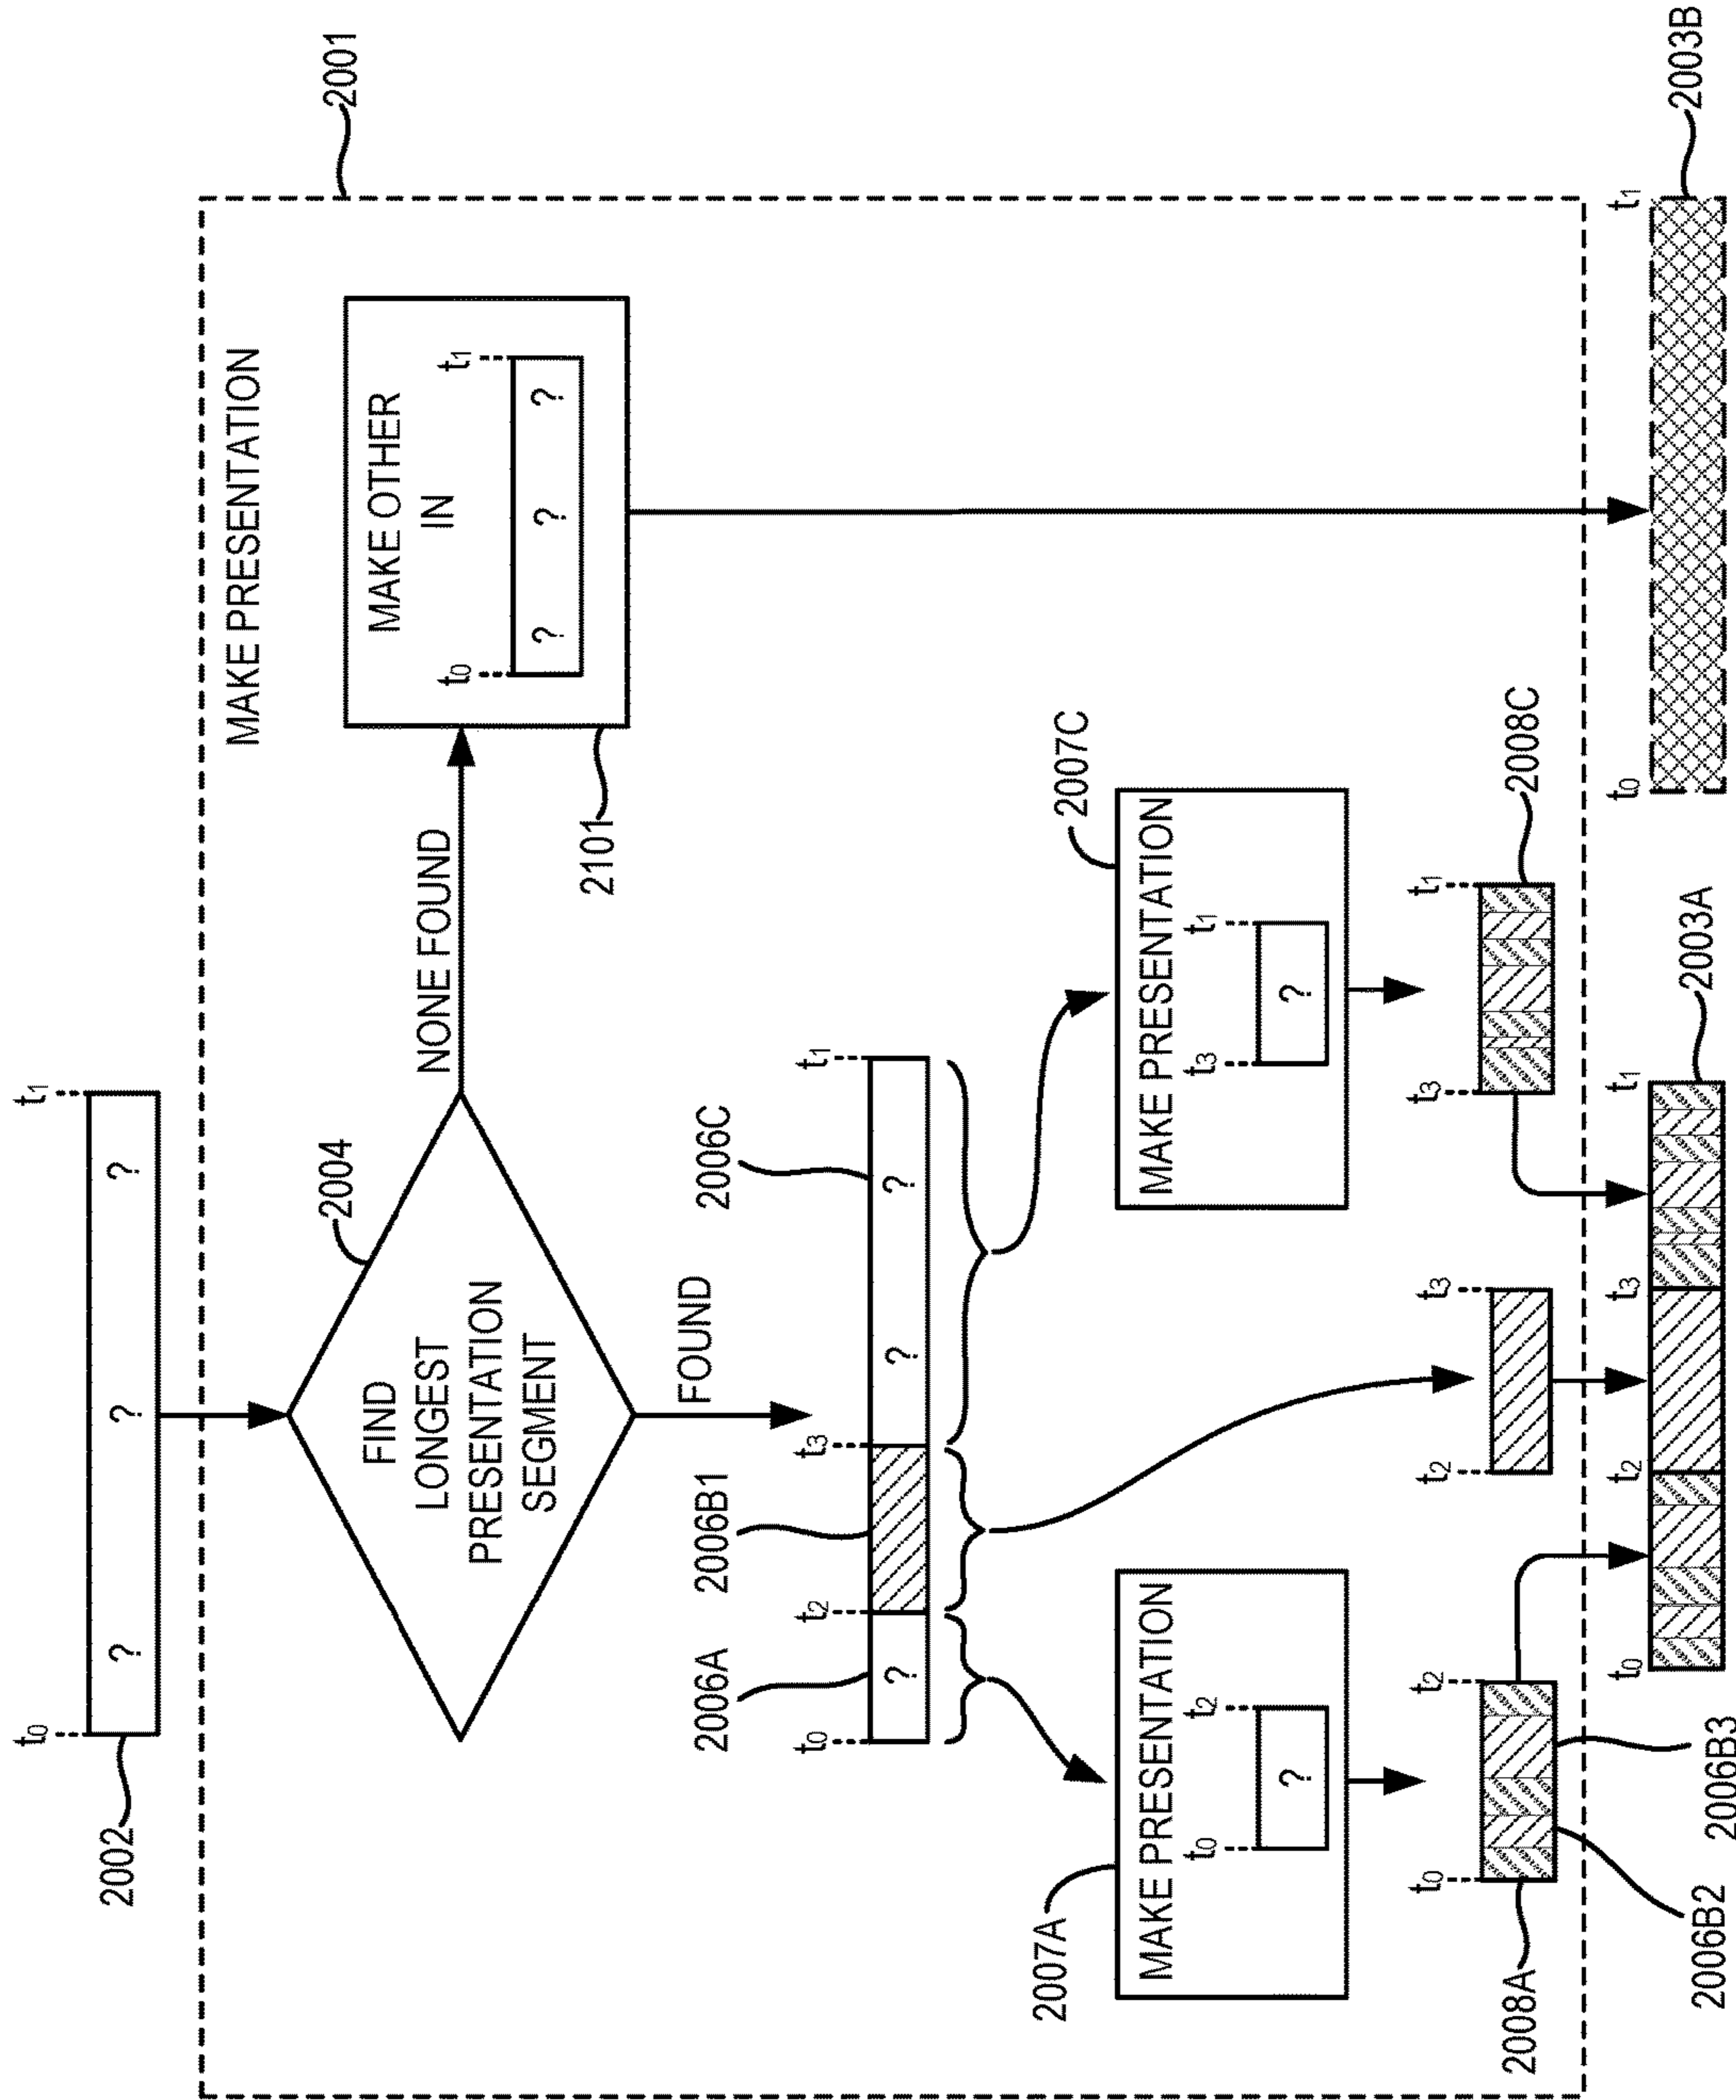 t0
t1
?
?
?
2002
2001
MAKE PRESENTATION
2004
FIND
LONGEST
PRESENTATION
SEGMENT
NONE FOUND
MAKE OTHER
IN
t0
t1
?
?
?
2101
FOUND
2006A
2006B1
2006C
t0
t2
t3
t1
?
?
?
2007A
MAKE PRESENTATION
t0
t2
?
2007C
MAKE PRESENTATION
t3
t1
?
t0
t2
t2
t3
t3
t1
2008C
2008A
2006B2
2006B3
t0
t2
t3
t1
2003A
t0
t1
2003B